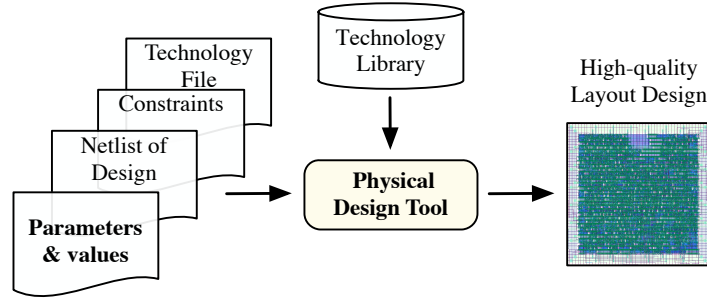 Technology
File
Constraints
Netlist of
Design
Parameters
& values
Technology
Library
Physical
Design Tool
High-quality
Layout Design